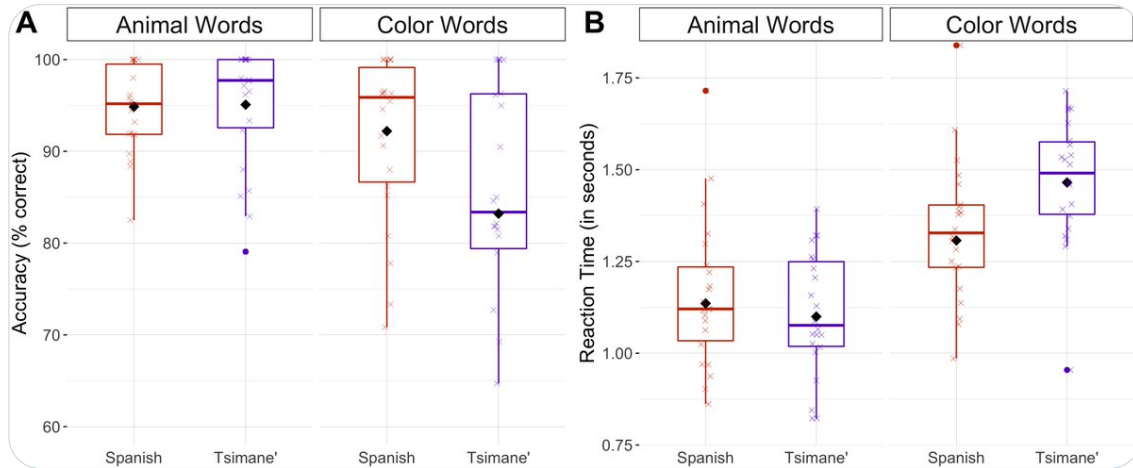 A
Animal Words
Color Words
Accuracy (% correct)
100
90
80
70
60
Spanish
Tsimane'
Spanish
Tsimane'
B
Animal Words
Color Words
Reaction Time (in seconds)
1.75
1.50
1.25
1.00
0.75
Spanish
Tsimane'
Spanish
Tsimane'